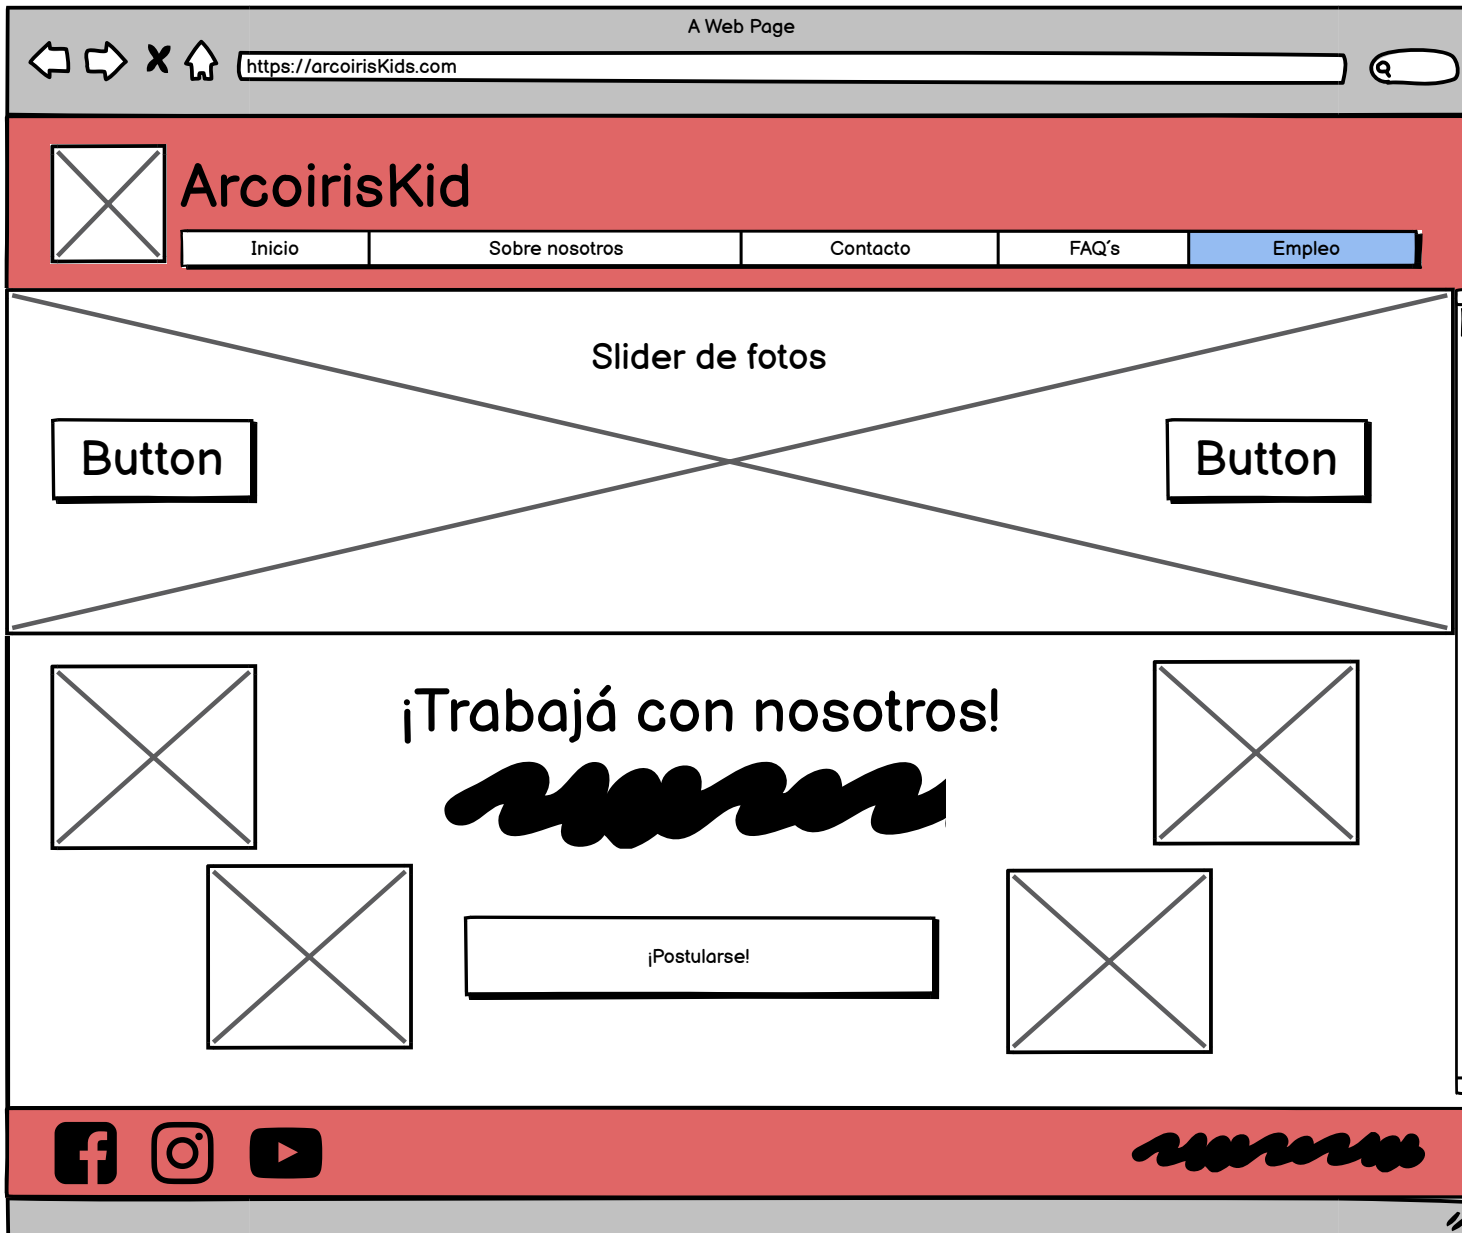 A Web Page
https://arcoirisKids.com
ArcoirisKid
Inicio Sobre nosotros Contacto FAQ´s Empleo
Slider de fotos
Button Button
¡Trabajá con nosotros!
¡Postularse!